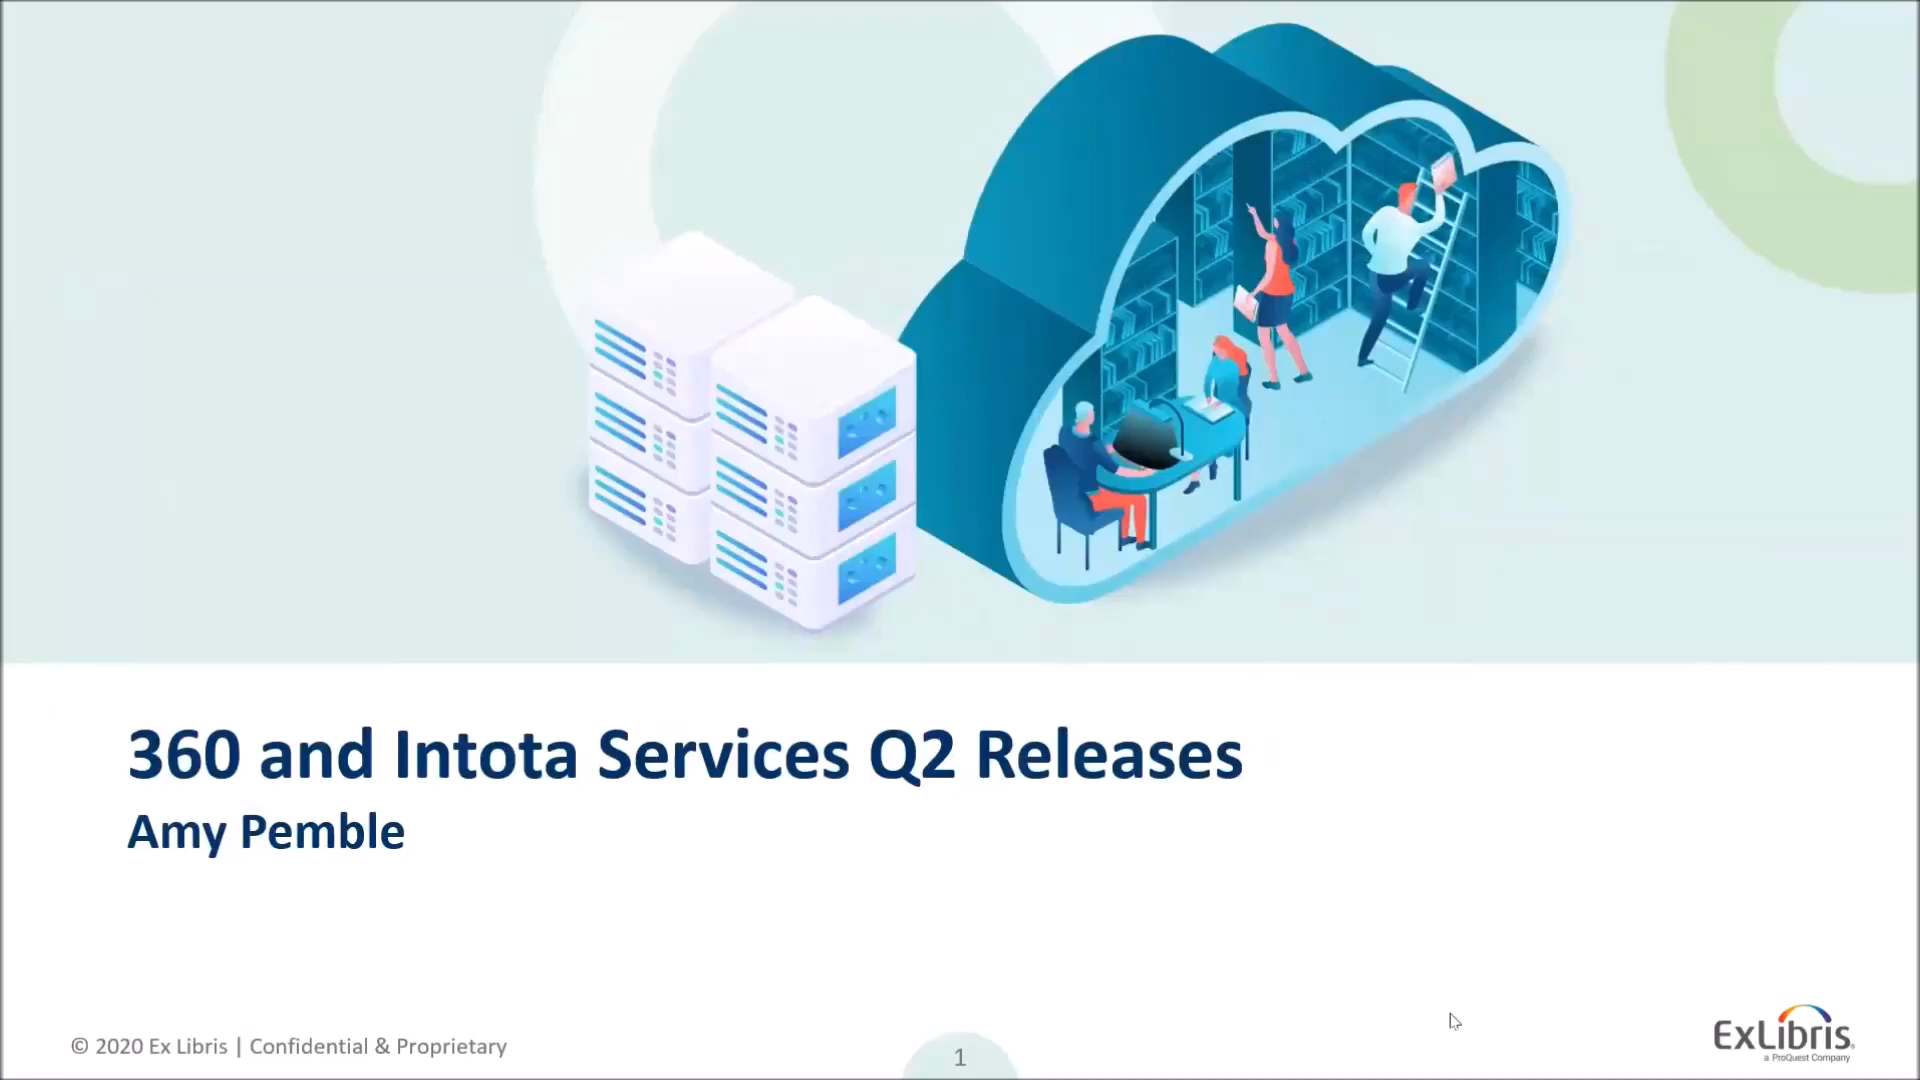 360 and Intota Services Q2 Releases
Amy Pemble
© 2020 Ex Libris | Confidential & Proprietary
1
ExLibris
a ProQuest Company